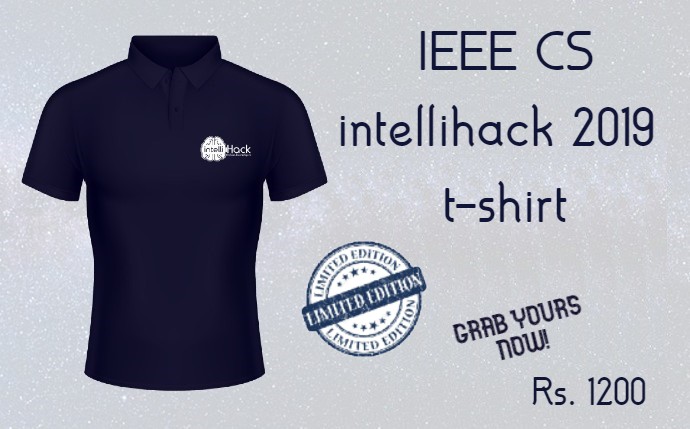 IEEE CS
intellihack 2019
t-shirt
intelliHack
LIMITED EDITION
LIMITED EDITION
LIMITED EDITION
GRAB YOURS
NOW!
Rs. 1200